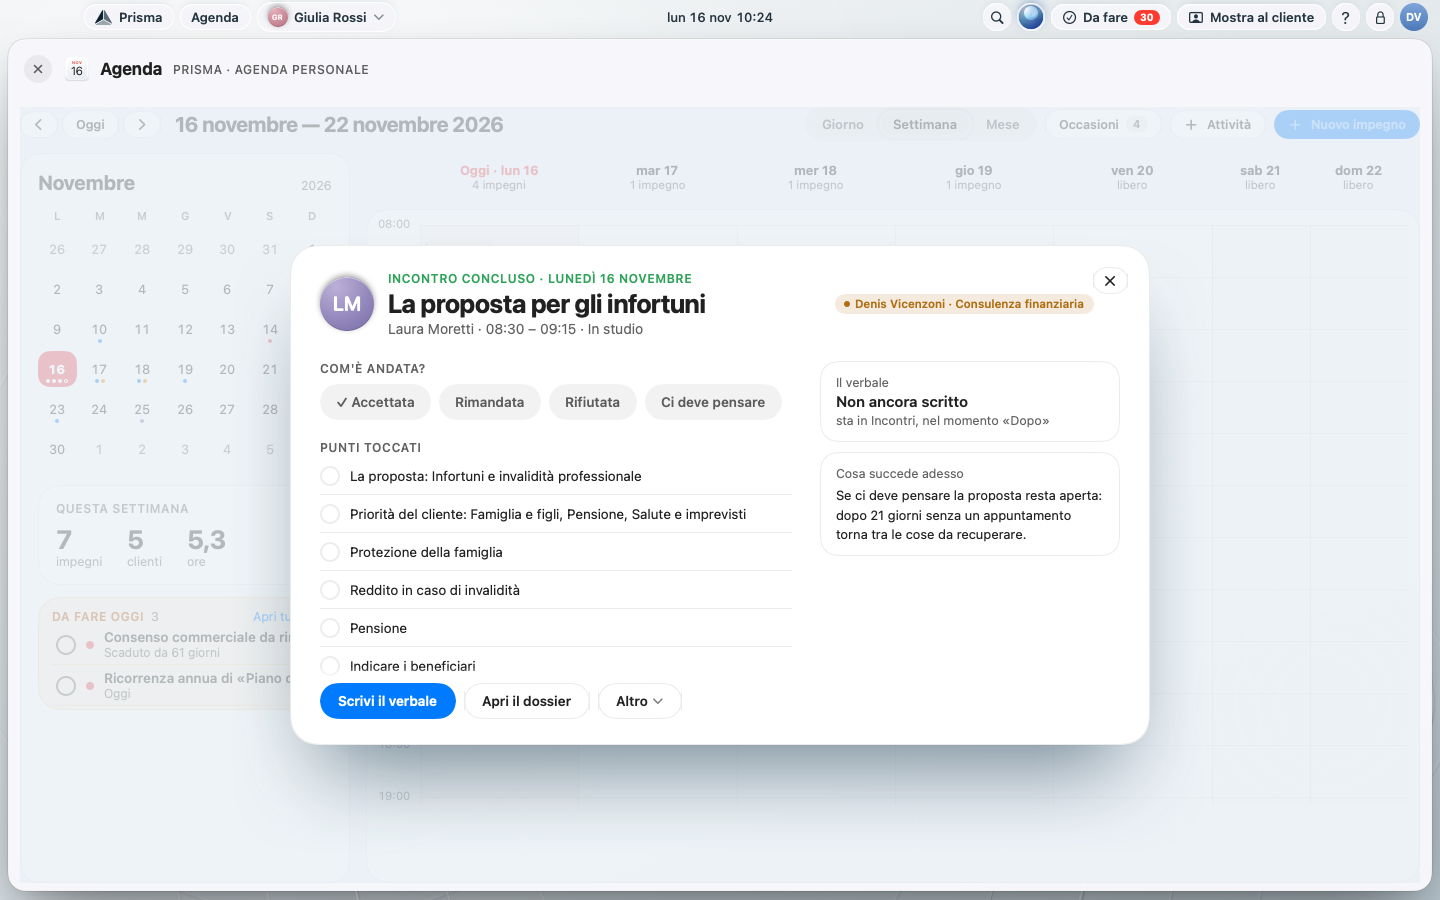 Prisma
Agenda
GR
Giulia Rossi
lun 16 nov 10:24
Da fare 30
Mostra al cliente
?
DV
NOV
16
Agenda
PRISMA · AGENDA PERSONALE
Oggi
16 novembre — 22 novembre 2026
Giorno
Settimana
Mese
Occasioni 4
+ Attività
+ Nuovo impegno
Novembre
2026
L M M G V S D
26 27 28 29 30 31
2 3 4 5 6 7
9 10 11 12 13 14
16 17 18 19 20 21
23 24 25 26 27 28
30 1 2 3 4 5
QUESTA SETTIMANA
7 5 5,3
impegni clienti ore
DA FARE OGGI 3
Apri tu
Consenso commerciale da ri
Scaduto da 61 giorni
Ricorrenza annua di «Piano
Oggi
Oggi · lun 16
4 impegni
mar 17
1 impegno
mer 18
1 impegno
gio 19
1 impegno
ven 20
libero
sab 21
libero
dom 22
libero
08:00
19:00
LM
INCONTRO CONCLUSO · LUNEDÌ 16 NOVEMBRE
La proposta per gli infortuni
Laura Moretti · 08:30 – 09:15 · In studio
Denis Vicenzoni · Consulenza finanziaria
COM'È ANDATA?
✓ Accettata
Rimandata
Rifiutata
Ci deve pensare
PUNTI TOCCATI
La proposta: Infortuni e invalidità professionale
Priorità del cliente: Famiglia e figli, Pensione, Salute e imprevisti
Protezione della famiglia
Reddito in caso di invalidità
Pensione
Indicare i beneficiari
Il verbale
Non ancora scritto
sta in Incontri, nel momento «Dopo»
Cosa succede adesso
Se ci deve pensare la proposta resta aperta:
dopo 21 giorni senza un appuntamento
torna tra le cose da recuperare.
Scrivi il verbale
Apri il dossier
Altro